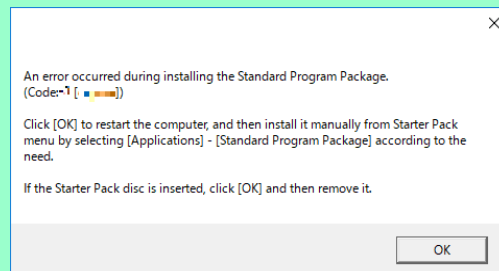 An error occurred during installing the Standard Program Package.
(Code:-1 [])
Click [OK] to restart the computer, and then install it manually from Starter Pack
menu by selecting [Applications] - [Standard Program Package] according to the
need.
If the Starter Pack disc is inserted, click [OK] and then remove it.
OK